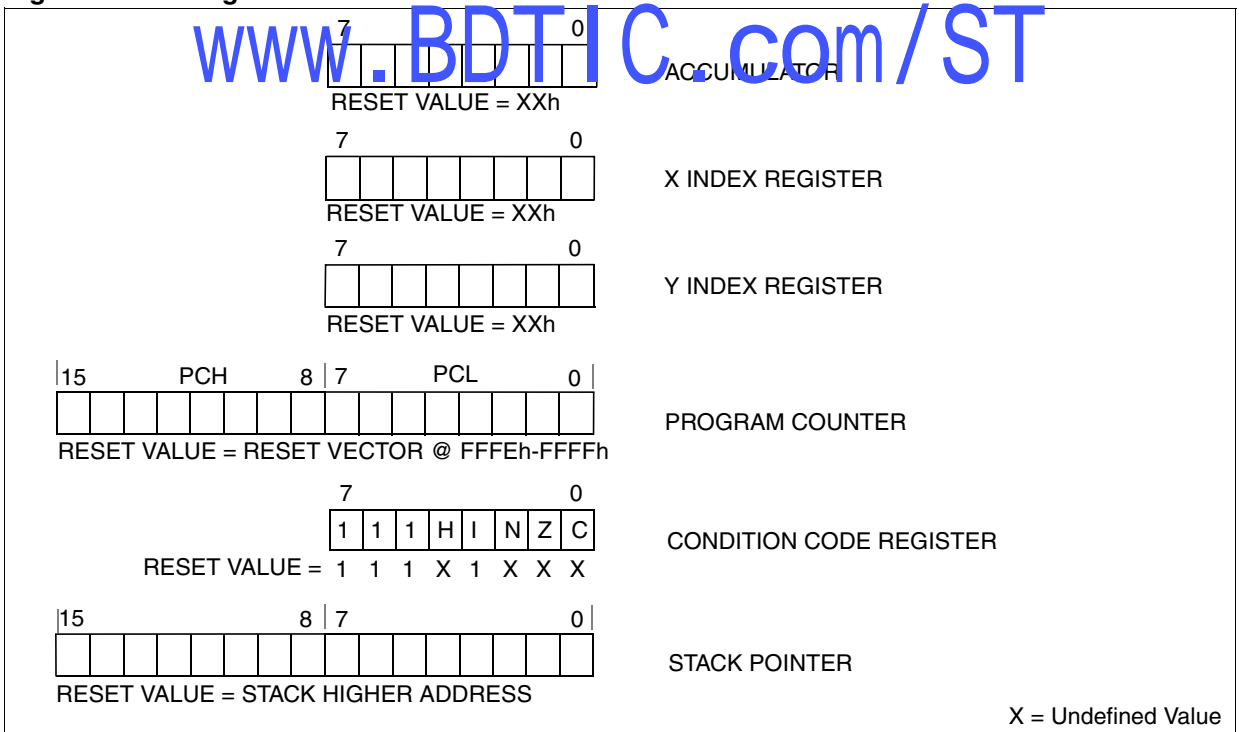 7 0
www.BDTIC.com/ST
ACCUMULATOR
RESET VALUE = XXh
7 0
X INDEX REGISTER
RESET VALUE = XXh
7 0
Y INDEX REGISTER
RESET VALUE = XXh
15 PCH 8 7 PCL 0
PROGRAM COUNTER
RESET VALUE = RESET VECTOR @ FFFEh-FFFFh
7 0
1 1 1 H I N Z C
CONDITION CODE REGISTER
RESET VALUE = 1 1 1 X 1 X X X
15 8 7 0
STACK POINTER
RESET VALUE = STACK HIGHER ADDRESS
X = Undefined Value